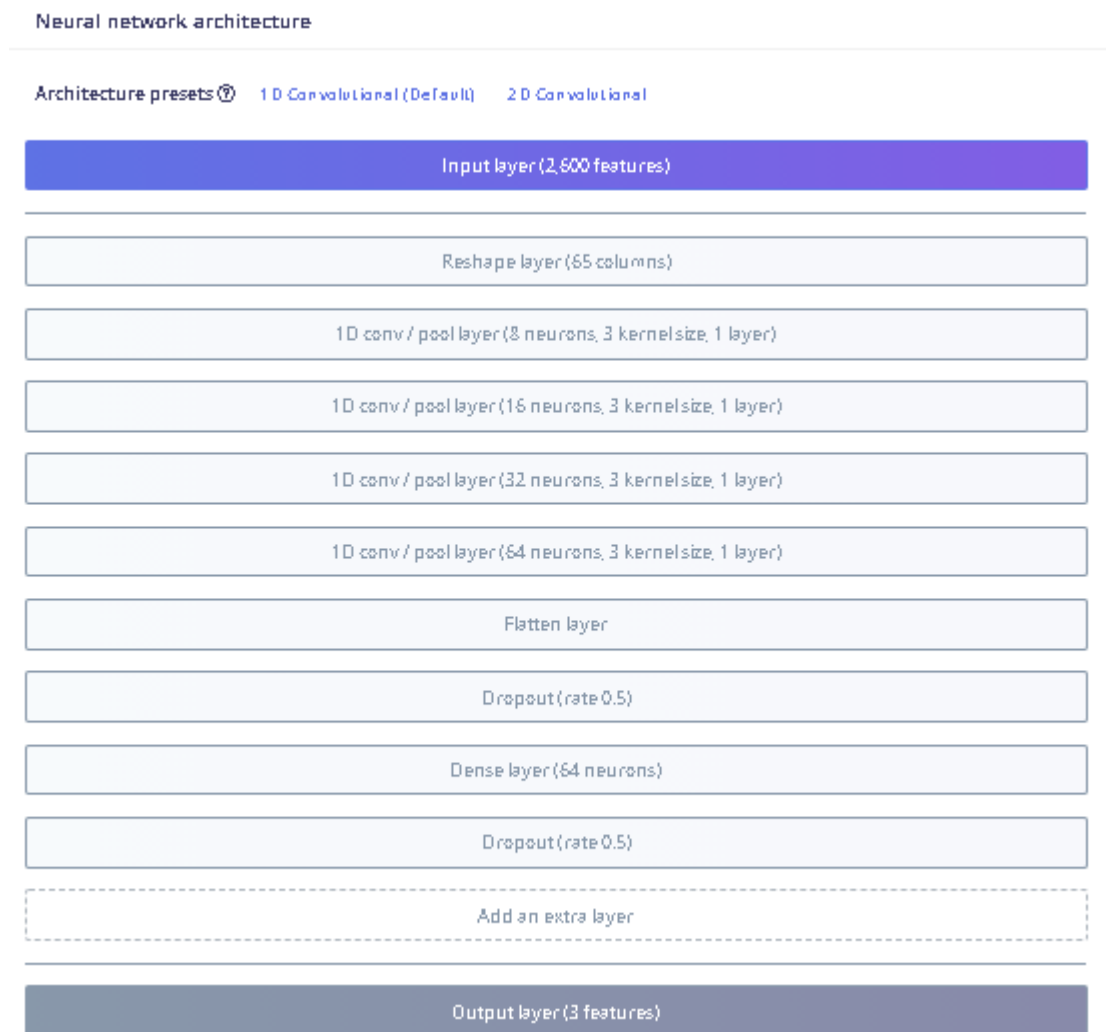 Neural network architecture
Architecture presets 1D Convolutional (Default) 2D Convolutional
Input layer (2,600 features)
Reshape layer (65 columns)
1D conv / pool layer (8 neurons, 3 kernel size, 1 layer)
1D conv / pool layer (16 neurons, 3 kernel size, 1 layer)
1D conv / pool layer (32 neurons, 3 kernel size, 1 layer)
1D conv / pool layer (64 neurons, 3 kernel size, 1 layer)
Flatten layer
Dropout (rate 0.5)
Dense layer (64 neurons)
Dropout (rate 0.5)
Add an extra layer
Output layer (3 features)